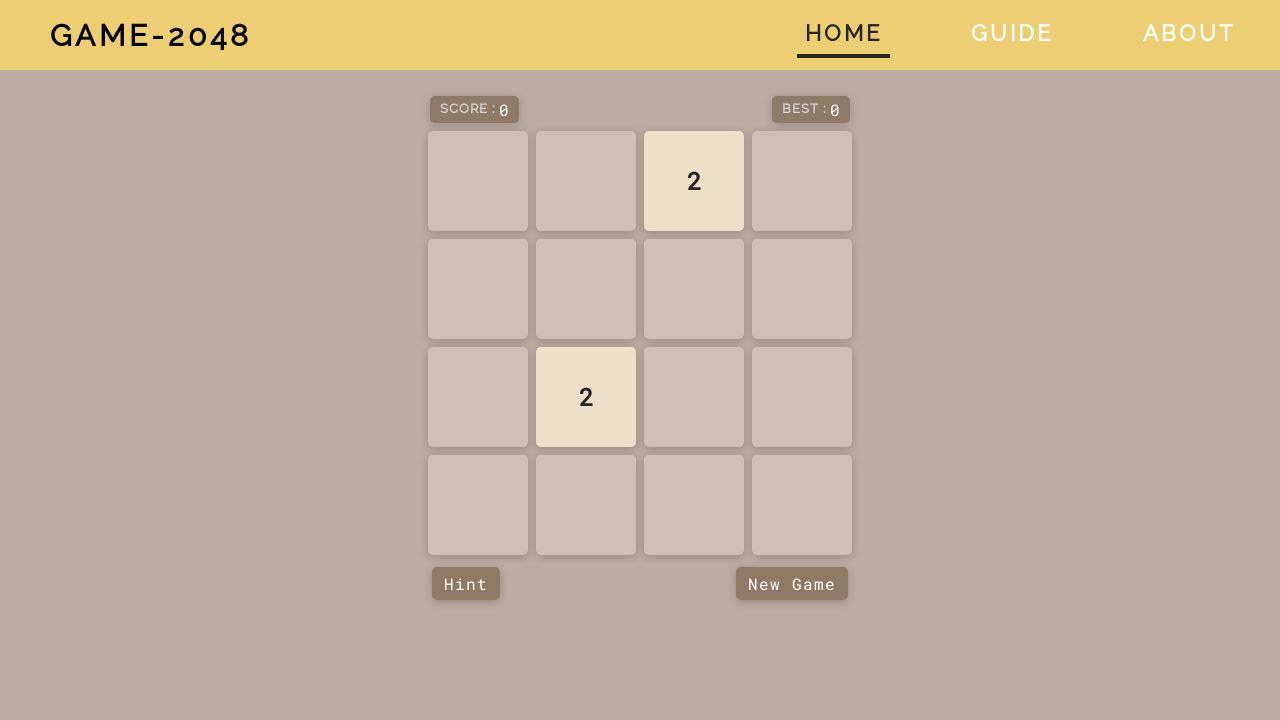 GAME-2048
HOME GUIDE ABOUT
SCORE : 0
BEST : 0
2
2
Hint
New Game